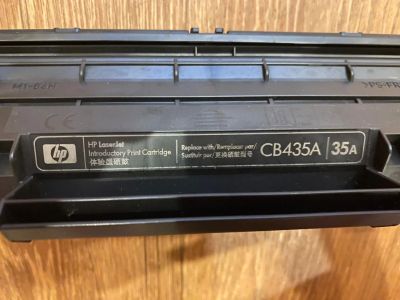 HP LaserJet
Introductory Print Cartridge
体验硒鼓
Replace with/Remplacer par/
Sustituir por/更换硒鼓型号
CB435A 35A
hp